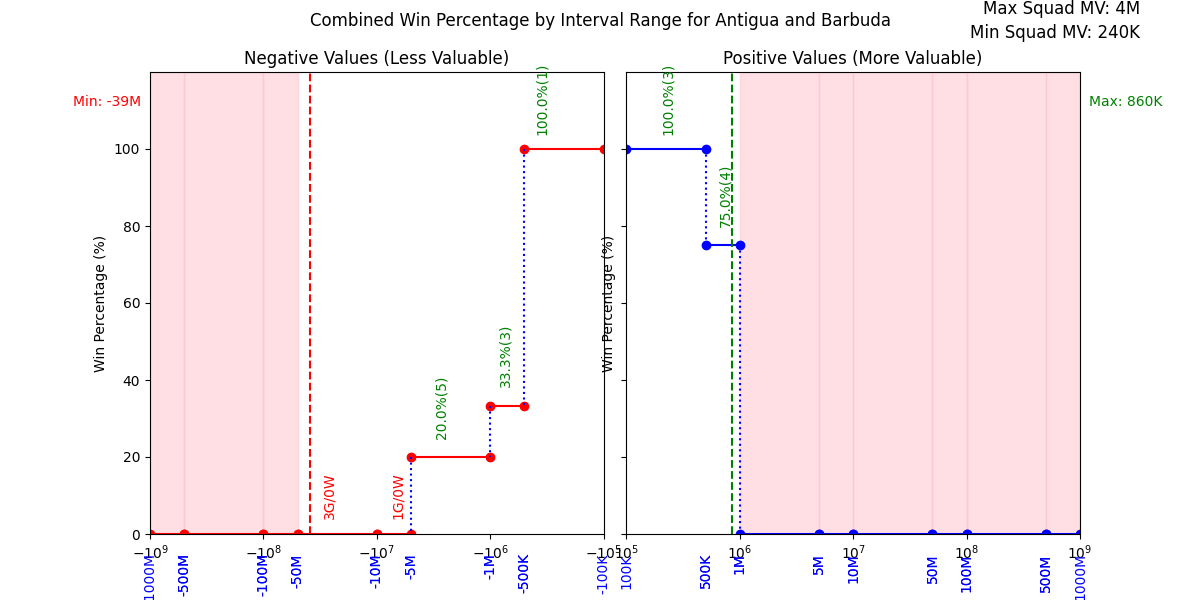 Max Squad MV: 4M
Combined Win Percentage by Interval Range for Antigua and Barbuda
Min Squad MV: 240K
Negative Values (Less Valuable)
Positive Values (More Valuable)
Min: -39M
Max: 860K
Win Percentage (%)
100
80
60
40
20
0
3G/0W
1G/0W
20.0%(5)
33.3%(3)
100.0%(1)
−10⁹
−10⁸
−10⁷
−10⁶
−10⁵
1000M
-500M
-100M
-50M
-10M
-5M
-1M
-500K
-100K
Win Percentage (%)
100.0%(3)
75.0%(4)
10⁵
10⁶
10⁷
10⁸
10⁹
100K
500K
1M
5M
10M
50M
100M
500M
1000M